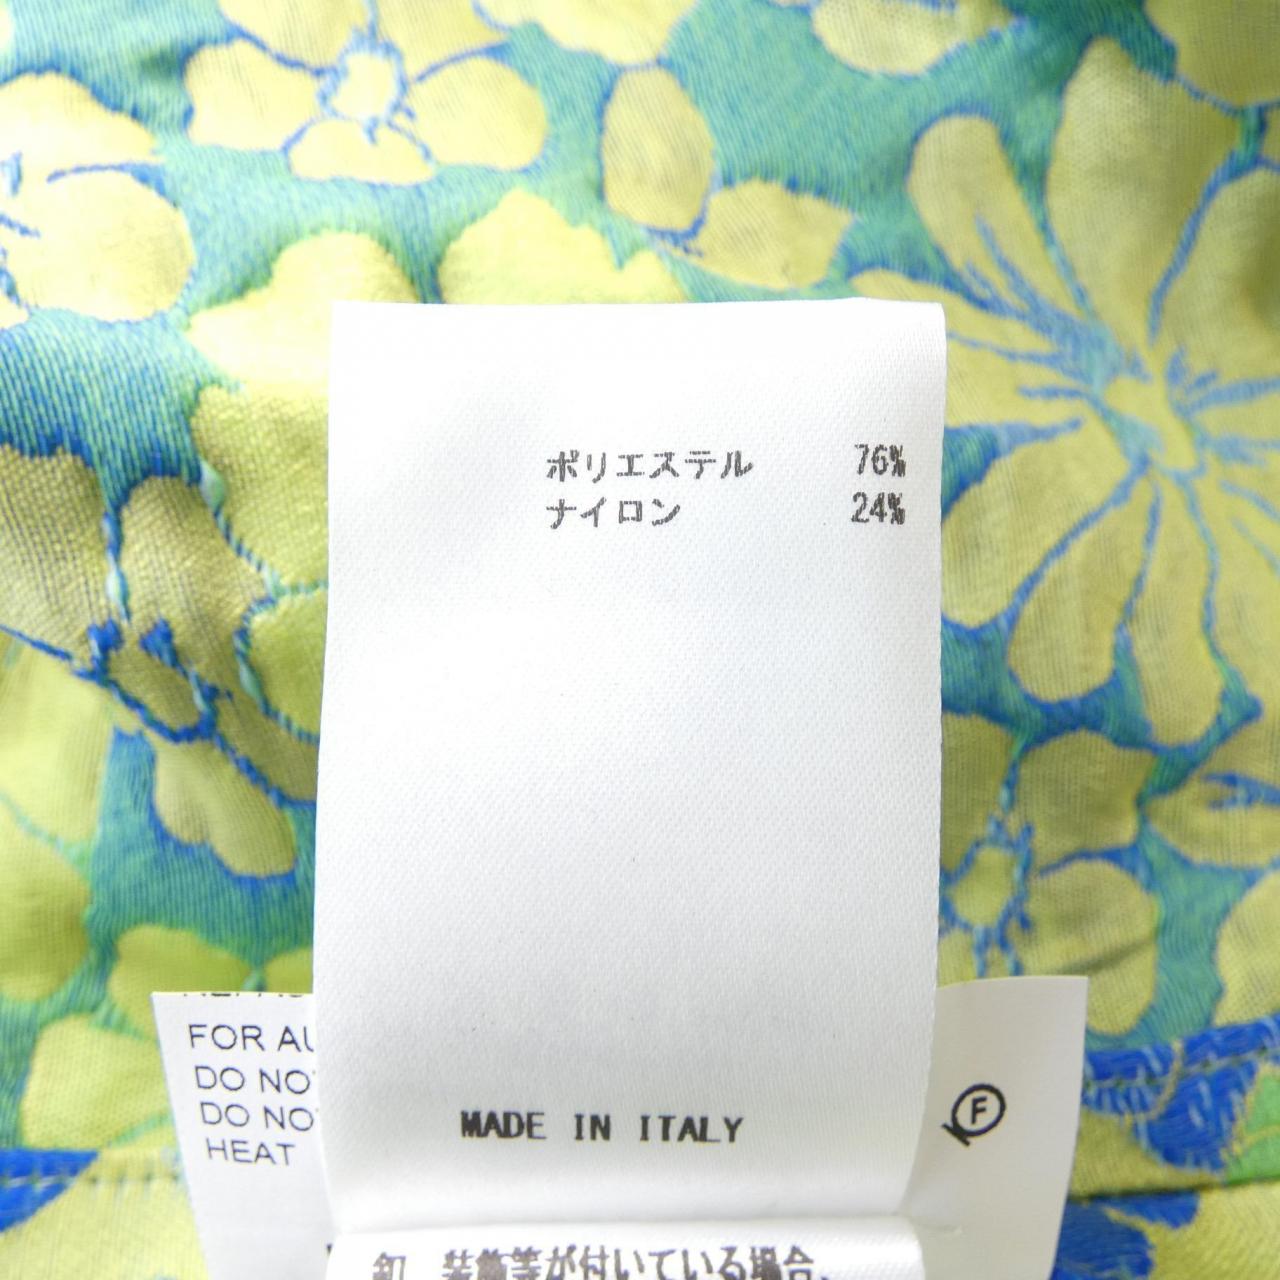 ポリエステル 76%
ナイロン 24%
MADE IN ITALY
FOR AU
DO NO
DO NO
HEAT
F
釦、装飾等が付いている場合、